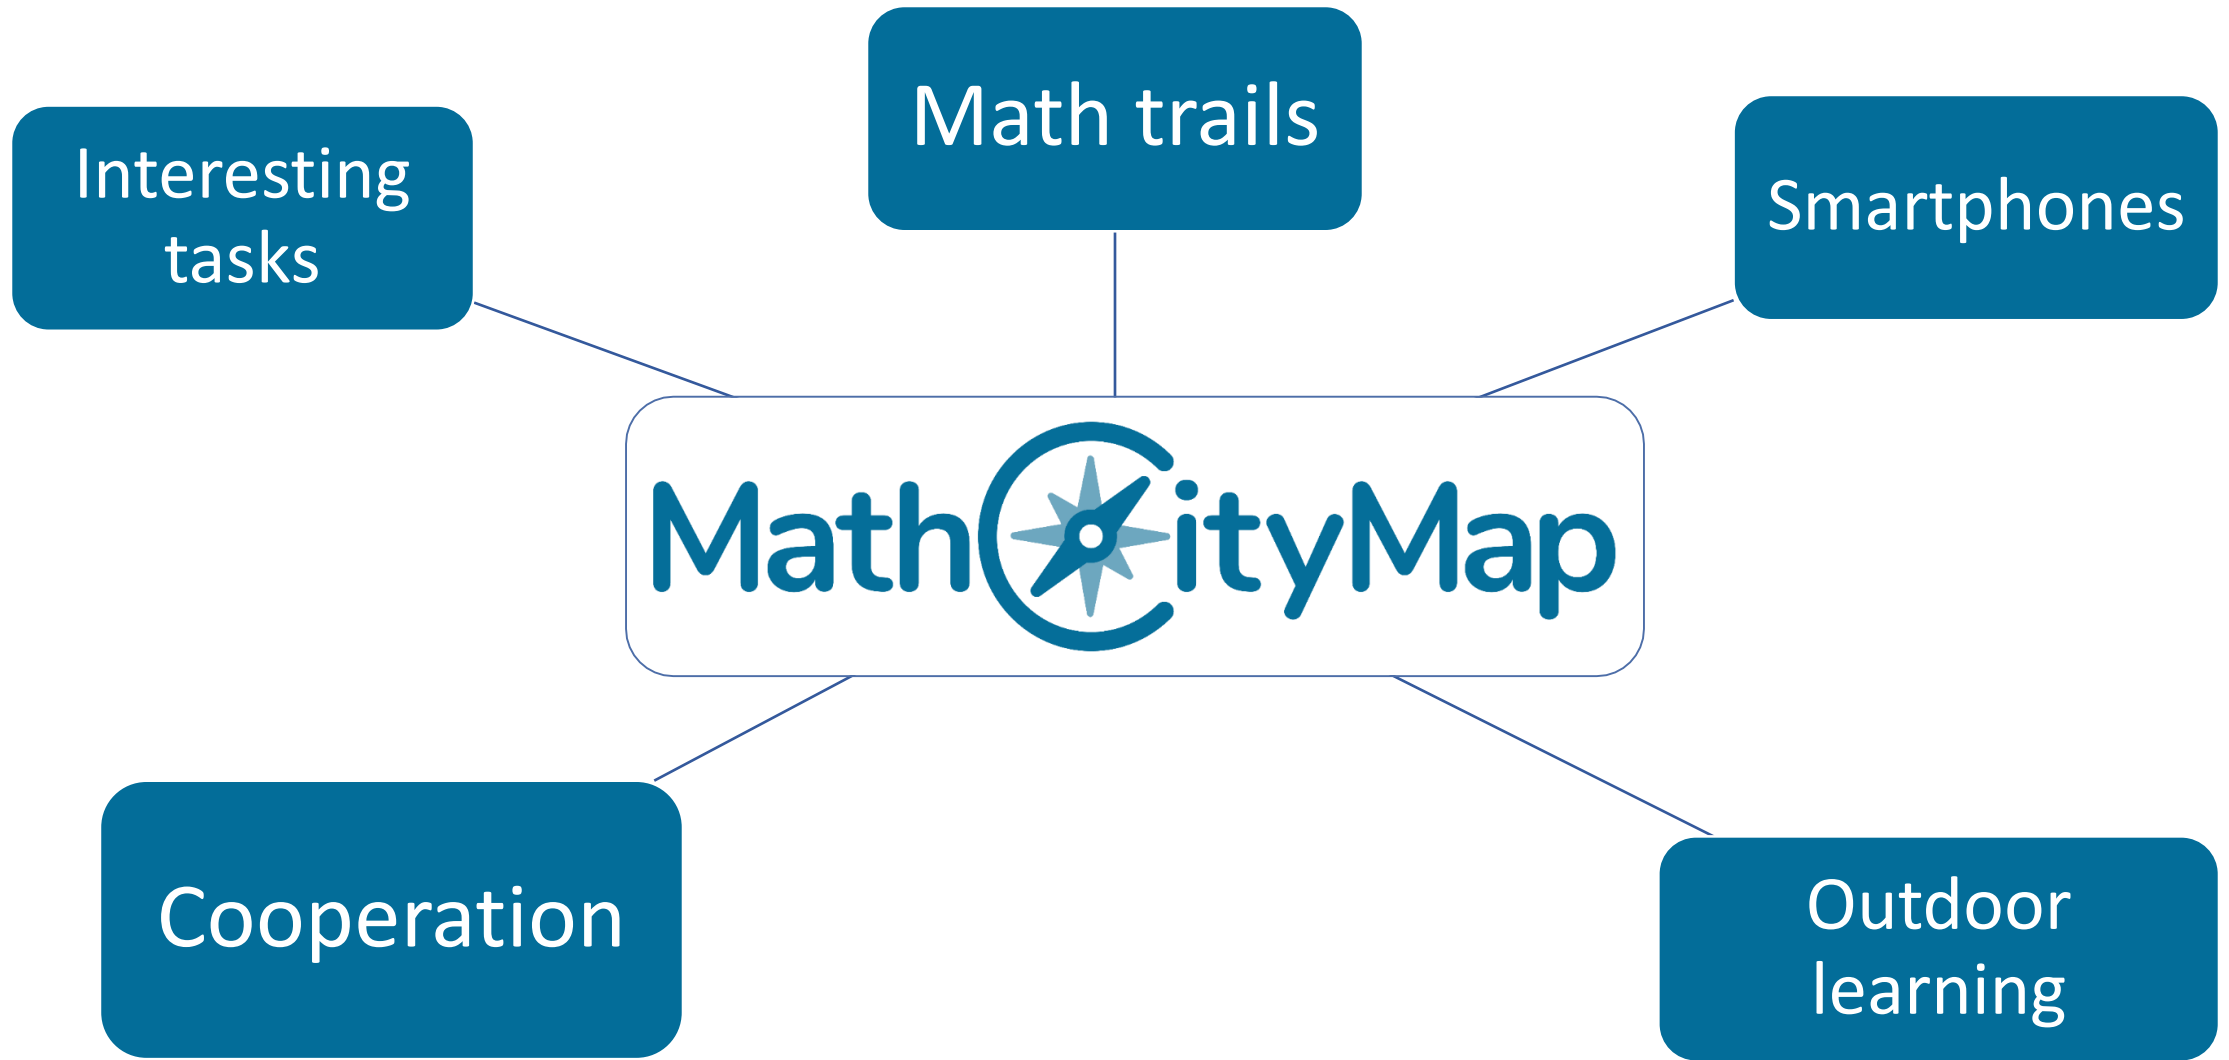 Math trails
Interesting
tasks
Smartphones
MathCityMap
Cooperation
Outdoor
learning